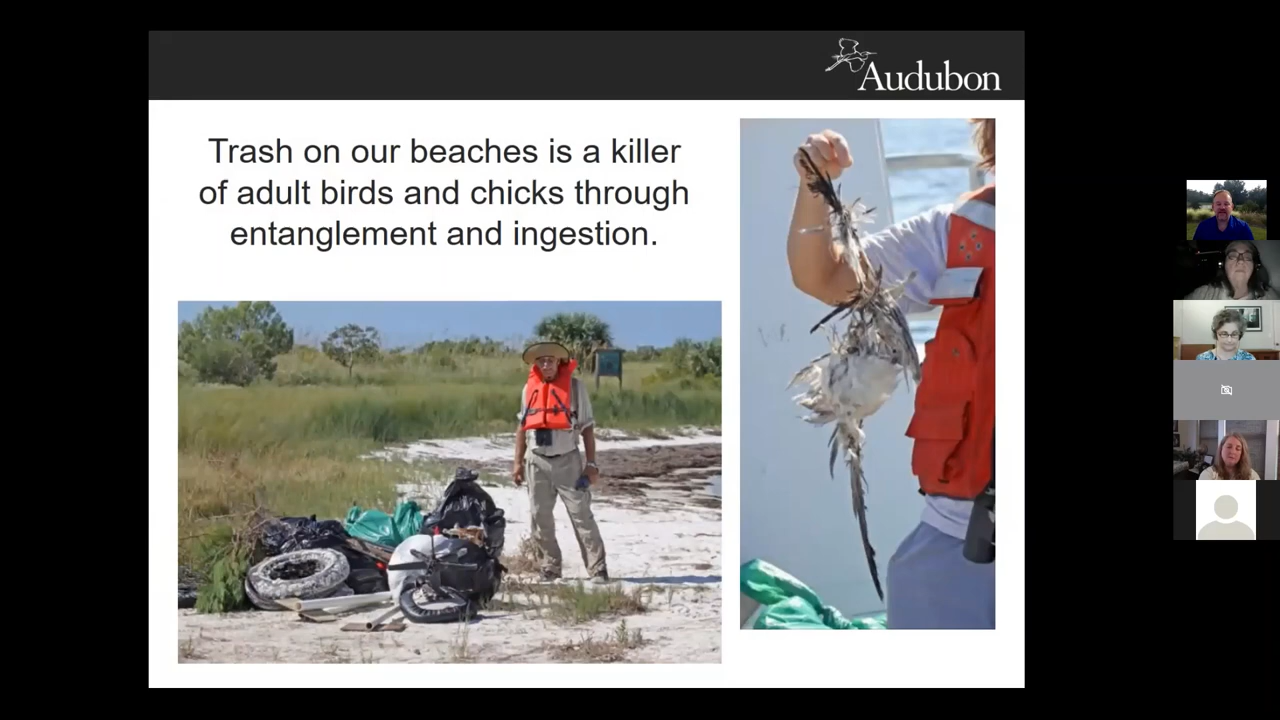 Audubon
Trash on our beaches is a killer
of adult birds and chicks through
entanglement and ingestion.